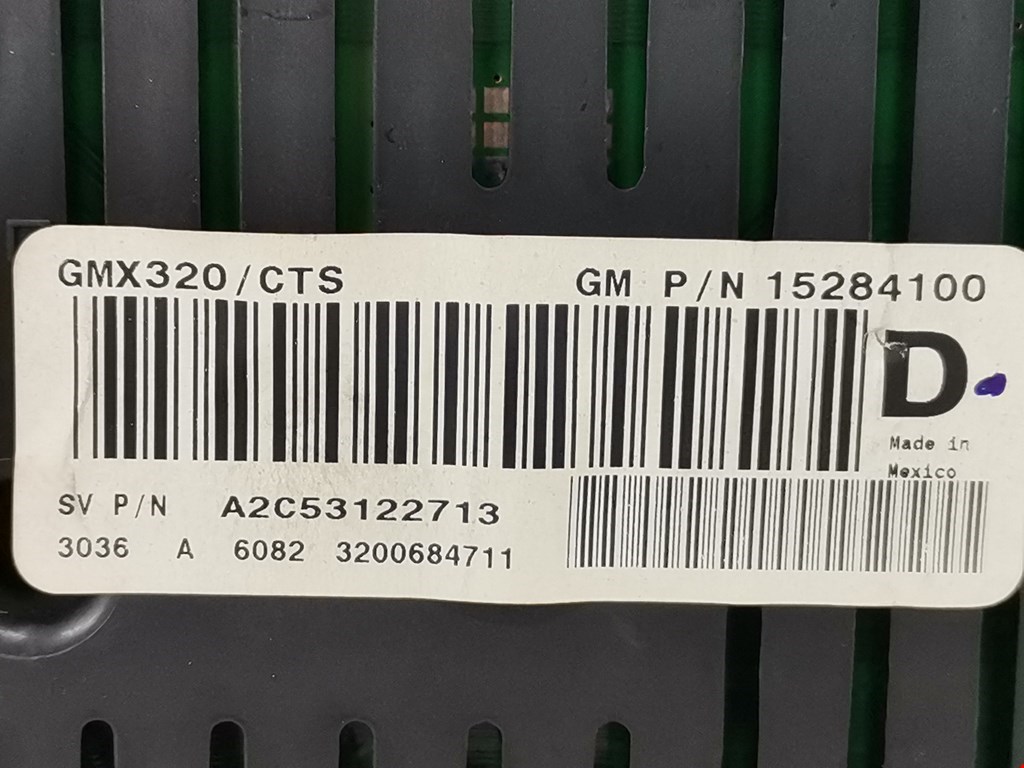 GMX320/CTS
GM P/N 15284100
D
Made in
Mexico
SV P/N A2C53122713
3036 A 6082 3200684711